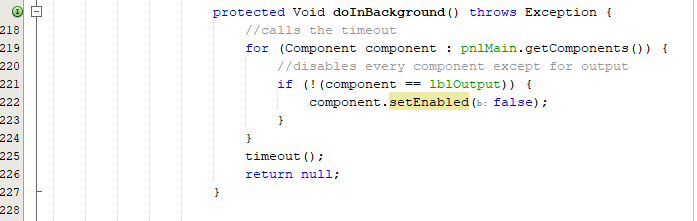 protected Void doInBackground() throws Exception {
218 //calls the timeout
219 for (Component component : pnlMain.getComponents()) {
220 //disables every component except for output
221 if (!(component == lblOutput)) {
222 component.setEnabled(b: false);
223 }
224 }
225 timeout();
226 return null;
227 }
228